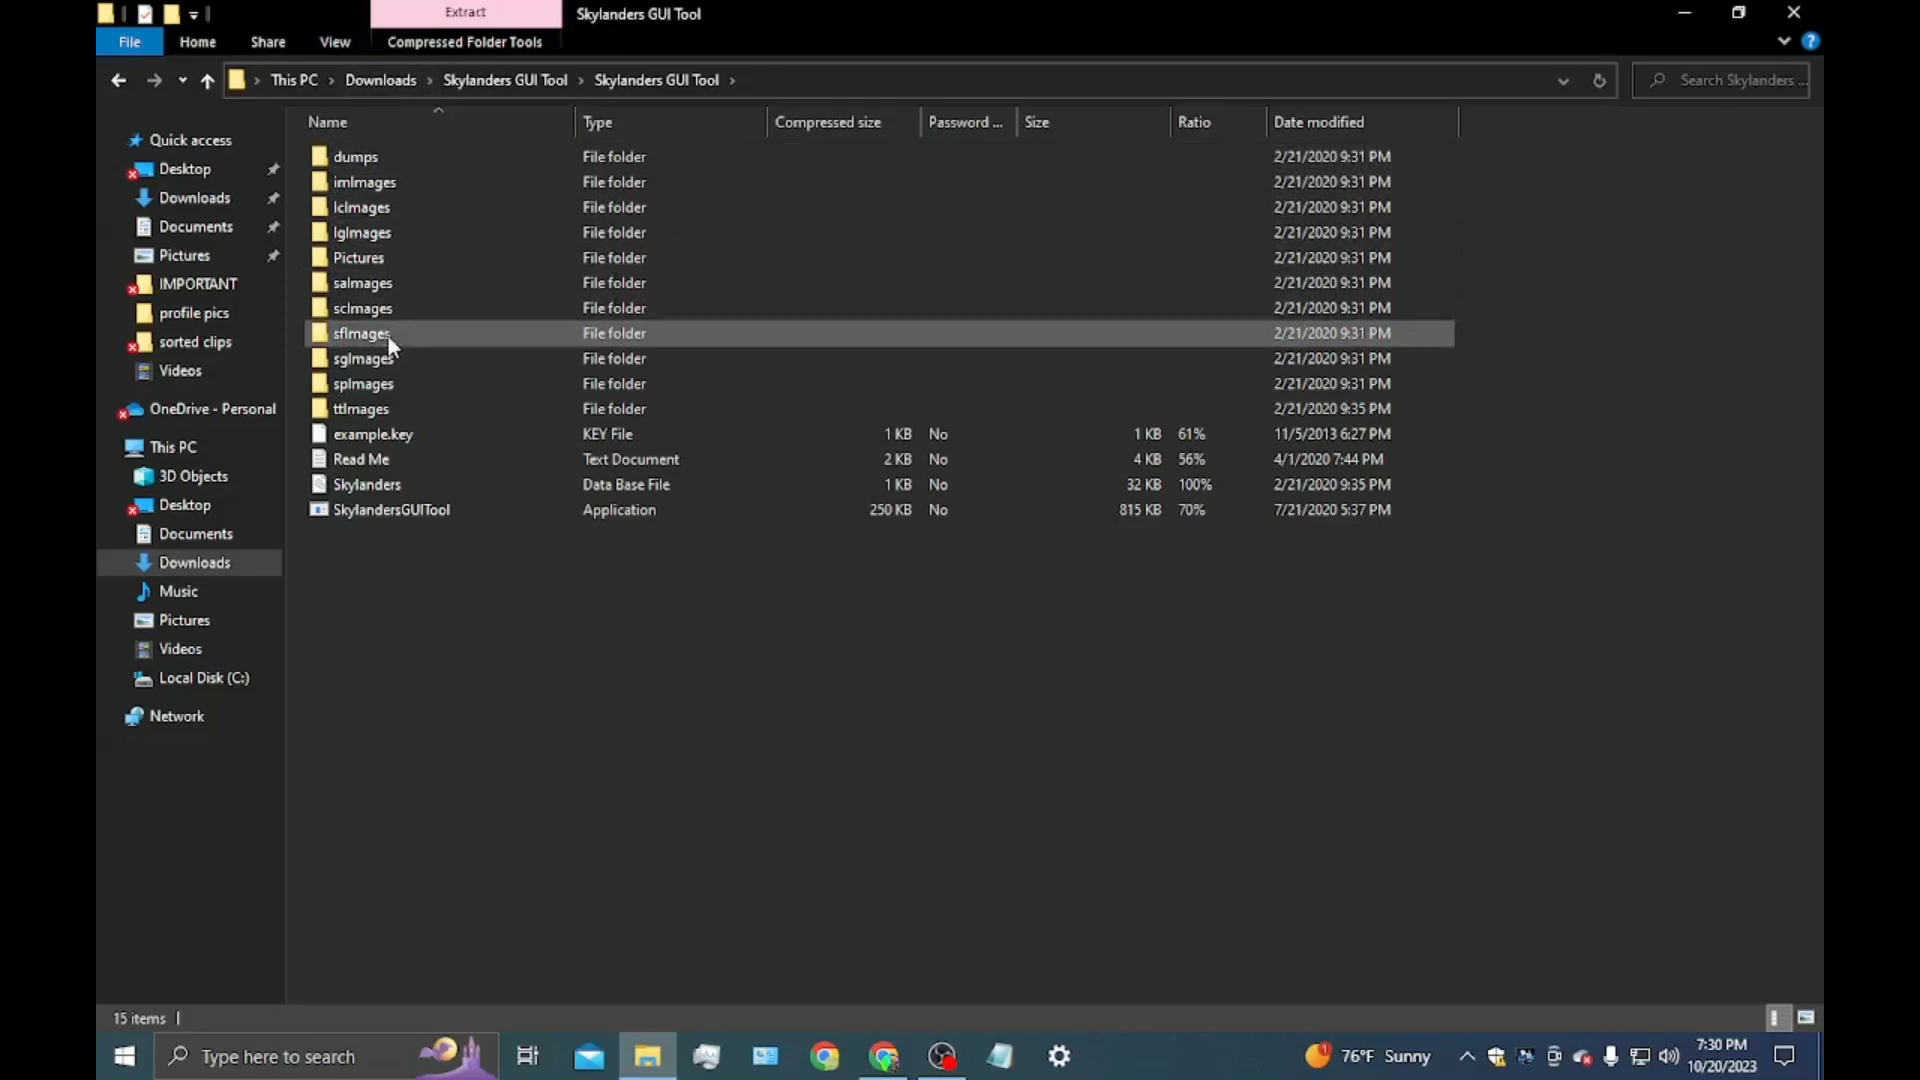 Extract
Skylanders GUI Tool
File
Home
Share
View
Compressed Folder Tools
This PC
Downloads
Skylanders GUI Tool
Skylanders GUI Tool
Search Skylanders ...
Name
Type
Compressed size
Password ...
Size
Ratio
Date modified
Quick access
Desktop
Downloads
Documents
Pictures
IMPORTANT
profile pics
sorted clips
Videos
OneDrive - Personal
This PC
3D Objects
Desktop
Documents
Downloads
Music
Pictures
Videos
Local Disk (C:)
Network
dumps File folder 2/21/2020 9:31 PM
imImages File folder 2/21/2020 9:31 PM
lcImages File folder 2/21/2020 9:31 PM
lgImages File folder 2/21/2020 9:31 PM
Pictures File folder 2/21/2020 9:31 PM
saImages File folder 2/21/2020 9:31 PM
scImages File folder 2/21/2020 9:31 PM
sfImages File folder 2/21/2020 9:31 PM
sgImages File folder 2/21/2020 9:31 PM
spImages File folder 2/21/2020 9:31 PM
ttImages File folder 2/21/2020 9:35 PM
example.key KEY File 1 KB No 1 KB 61% 11/5/2013 6:27 PM
Read Me Text Document 2 KB No 4 KB 56% 4/1/2020 7:44 PM
Skylanders Data Base File 1 KB No 32 KB 100% 2/21/2020 9:35 PM
SkylandersGUITool Application 250 KB No 815 KB 70% 7/21/2020 5:37 PM
15 items
Type here to search
76°F Sunny
7:30 PM
10/20/2023